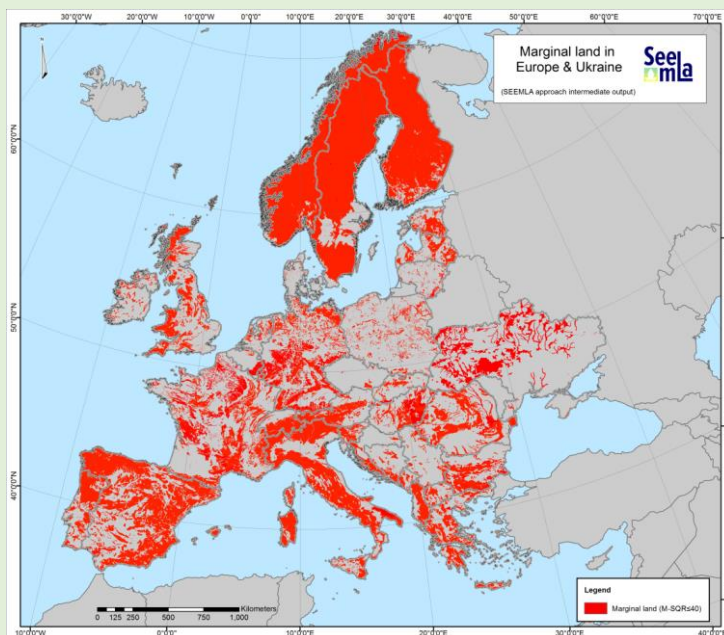 30°0'0"W 20°0'0"W 10°0'0"W 0°0'0" 10°0'0"E 20°0'0"E 30°0'0"E 40°0'0"E 50°0'0"E 60°0'0"E 70°0'0"E
Marginal land in
Europe & Ukraine
(SEEMLA approach intermediate output)
See
mla
60°0'0"N
50°0'0"N
40°0'0"N
Kilometers
0 125 250 500 750 1,000
Legend
Marginal land (M-SQR≤40)
10°0'0"W 0°0'0" 10°0'0"E 20°0'0"E 30°0'0"E 40°0'0"E